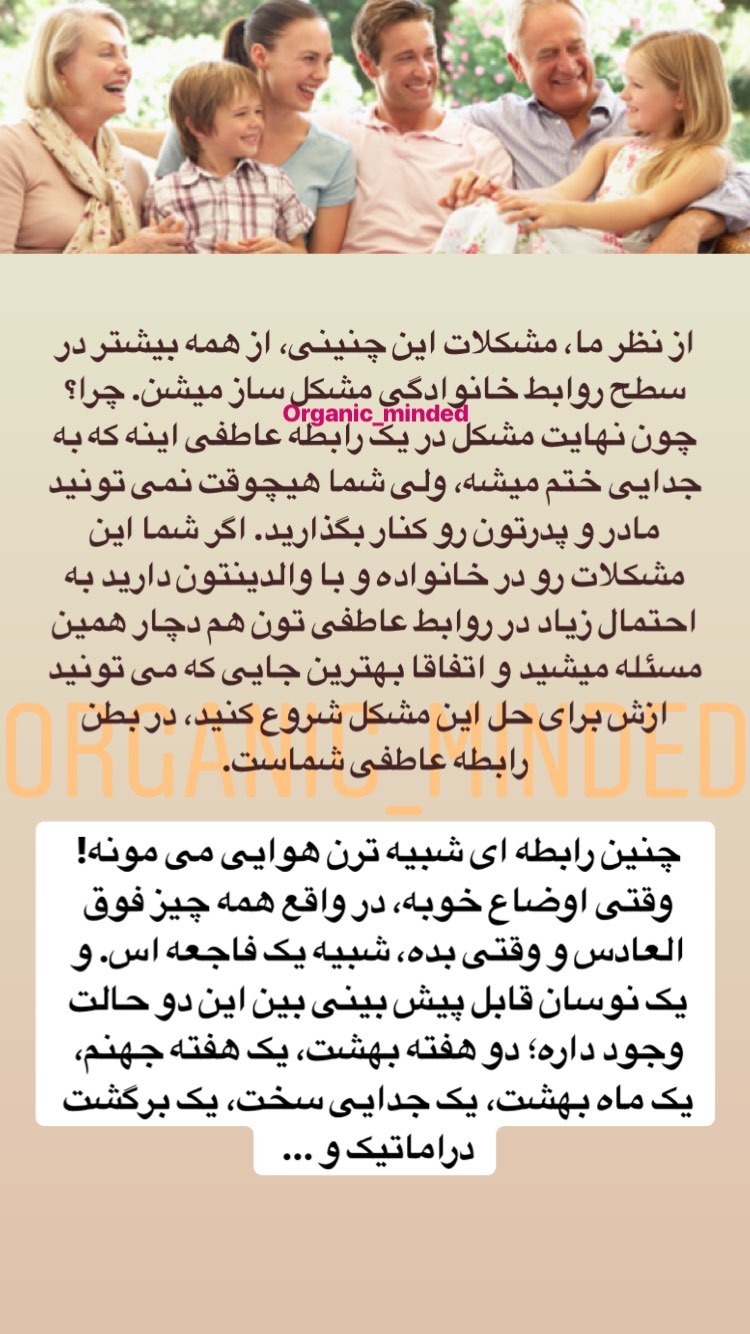 از نظر ما، مشکلات این چنینی، از همه بیشتر در
سطح روابط خانوادگی مشکل ساز میشن. چرا؟
Organic_minded
چون نهایت مشکل در یک رابطه عاطفی اینه که به
جدایی ختم میشه، ولی شما هیچوقت نمی تونید
مادر و پدرتون رو کنار بگذارید. اگر شما این
مشکلات رو در خانواده و با والدینتون دارید به
احتمال زیاد در روابط عاطفی تون هم دچار همین
مسئله میشید و اتفاقا بهترین جایی که می تونید
ازش برای حل این مشکل شروع کنید، در بطن
ORGANIC_MINDED
رابطه عاطفی شماست.
چنین رابطه ای شبیه ترن هوایی می مونه!
وقتی اوضاع خوبه، در واقع همه چیز فوق
العادس و وقتی بده، شبیه یک فاجعه اس. و
یک نوسان قابل پیش بینی بین این دو حالت
وجود داره؛ دو هفته بهشت، یک هفته جهنم،
یک ماه بهشت، یک جدایی سخت، یک برگشت
دراماتیک و ...